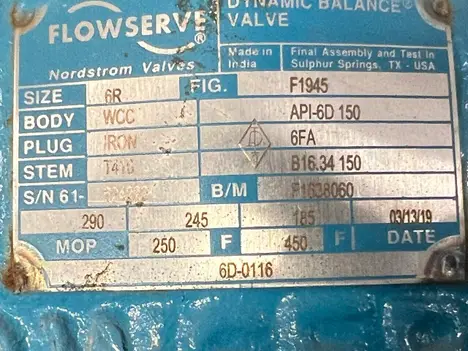 FLOWSERVE®
DYNAMIC BALANCE®
VALVE
Nordstrom Valves
Made in
India
Final Assembly and Test In
Sulphur Springs, TX - USA
SIZE 6R FIG. F1945
BODY WCC API-6D 150
PLUG IRON 6FA
STEM B16.34 150
S/N 61- B/M F1638060
290 245 185 03/13/19
MOP 250 F 450 F DATE
6D-0116